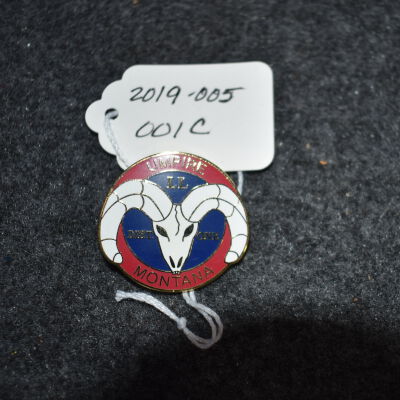 2019-005
001C
UMPIRE
LL
MONTANA